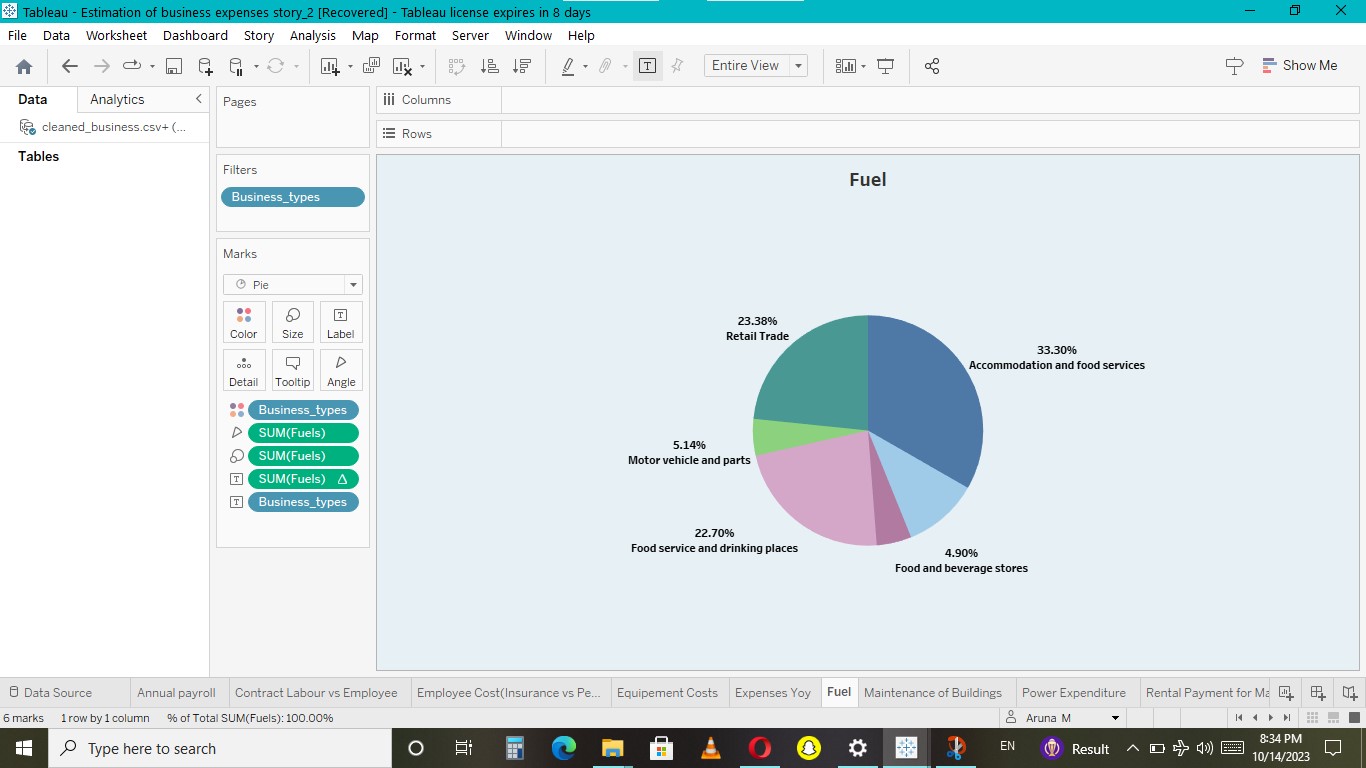 Tableau - Estimation of business expenses story_2 [Recovered] - Tableau license expires in 8 days
File Data Worksheet Dashboard Story Analysis Map Format Server Window Help
Entire View
Show Me
Data Analytics
cleaned_business.csv+ (...
Tables
Pages
Filters
Business_types
Marks
Pie
Color Size Label
Detail Tooltip Angle
Business_types
SUM(Fuels)
SUM(Fuels)
SUM(Fuels) Δ
Business_types
Columns
Rows
Fuel
23.38%
Retail Trade
33.30%
Accommodation and food services
5.14%
Motor vehicle and parts
22.70%
Food service and drinking places
4.90%
Food and beverage stores
Data Source Annual payroll Contract Labour vs Employee Employee Cost(Insurance vs Pe... Equipement Costs Expenses Yoy Fuel Maintenance of Buildings Power Expenditure Rental Payment for Ma
6 marks 1 row by 1 column % of Total SUM(Fuels): 100.00% Aruna M
Type here to search
EN Result
8:34 PM
10/14/2023